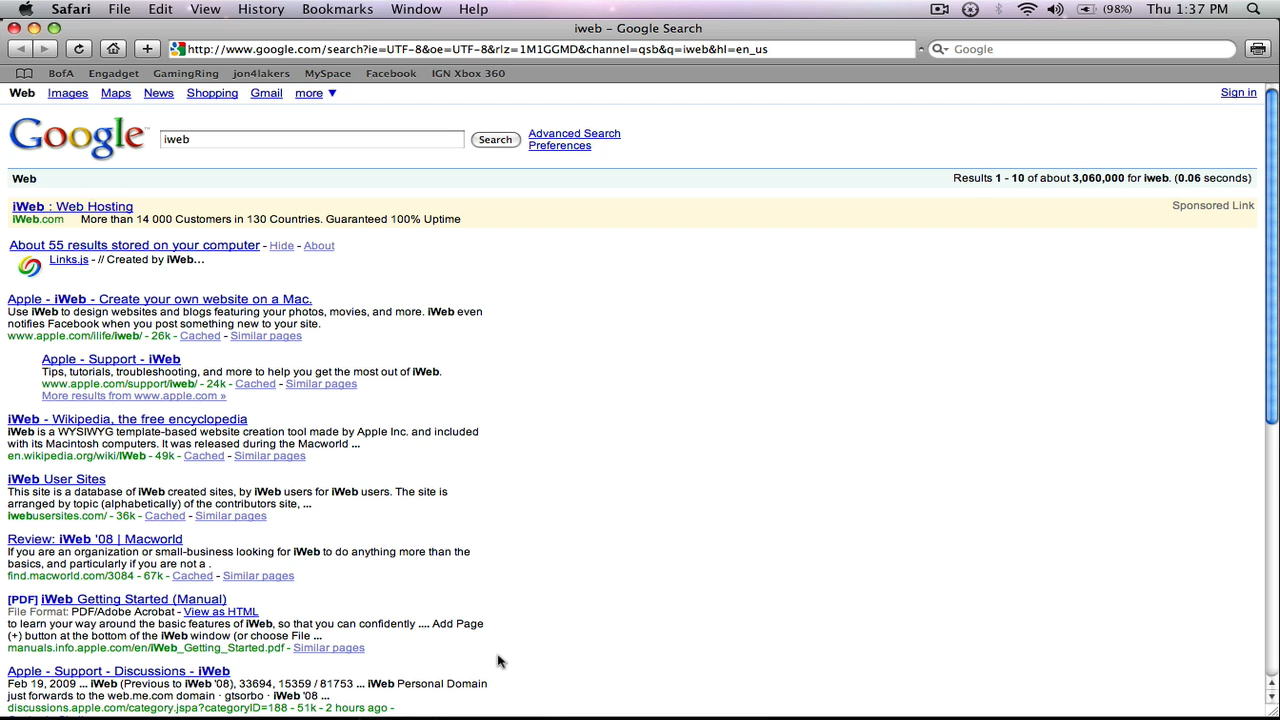 Safari File Edit View History Bookmarks Window Help (98%) Thu 1:37 PM
iweb - Google Search
http://www.google.com/search?ie=UTF-8&oe=UTF-8&rlz=1M1GGMD&channel=qsb&q=iweb&hl=en_us Google
BofA Engadget GamingRing jon4lakers MySpace Facebook IGN Xbox 360
Web Images Maps News Shopping Gmail more ▼ Sign in
Google iweb Search Advanced Search
Preferences
Web Results 1 - 10 of about 3,060,000 for iweb. (0.06 seconds)
iWeb : Web Hosting Sponsored Link
iWeb.com More than 14 000 Customers in 130 Countries. Guaranteed 100% Uptime
About 55 results stored on your computer - Hide - About
Links.js - // Created by iWeb...
Apple - iWeb - Create your own website on a Mac.
Use iWeb to design websites and blogs featuring your photos, movies, and more. iWeb even
notifies Facebook when you post something new to your site.
www.apple.com/ilife/iweb/ - 26k - Cached - Similar pages
Apple - Support - iWeb
Tips, tutorials, troubleshooting, and more to help you get the most out of iWeb.
www.apple.com/support/iweb/ - 24k - Cached - Similar pages
More results from www.apple.com »
iWeb - Wikipedia, the free encyclopedia
iWeb is a WYSIWYG template-based website creation tool made by Apple Inc. and included
with its Macintosh computers. It was released during the Macworld ...
en.wikipedia.org/wiki/IWeb - 49k - Cached - Similar pages
iWeb User Sites
This site is a database of iWeb created sites, by iWeb users for iWeb users. The site is
arranged by topic (alphabetically) of the contributors site, ...
iwebusersites.com/ - 36k - Cached - Similar pages
Review: iWeb '08 | Macworld
If you are an organization or small-business looking for iWeb to do anything more than the
basics, and particularly if you are not a .
find.macworld.com/3084 - 67k - Cached - Similar pages
[PDF] iWeb Getting Started (Manual)
File Format: PDF/Adobe Acrobat - View as HTML
to learn your way around the basic features of iWeb, so that you can confidently .... Add Page
(+) button at the bottom of the iWeb window (or choose File ...
manuals.info.apple.com/en/iWeb_Getting_Started.pdf - Similar pages
Apple - Support - Discussions - iWeb
Feb 19, 2009 ... iWeb (Previous to iWeb '08), 33694, 15359 / 81753 ... iWeb Personal Domain
just forwards to the web.me.com domain · gtsorbo · iWeb '08 ...
discussions.apple.com/category.jspa?categoryID=188 - 51k - 2 hours ago -